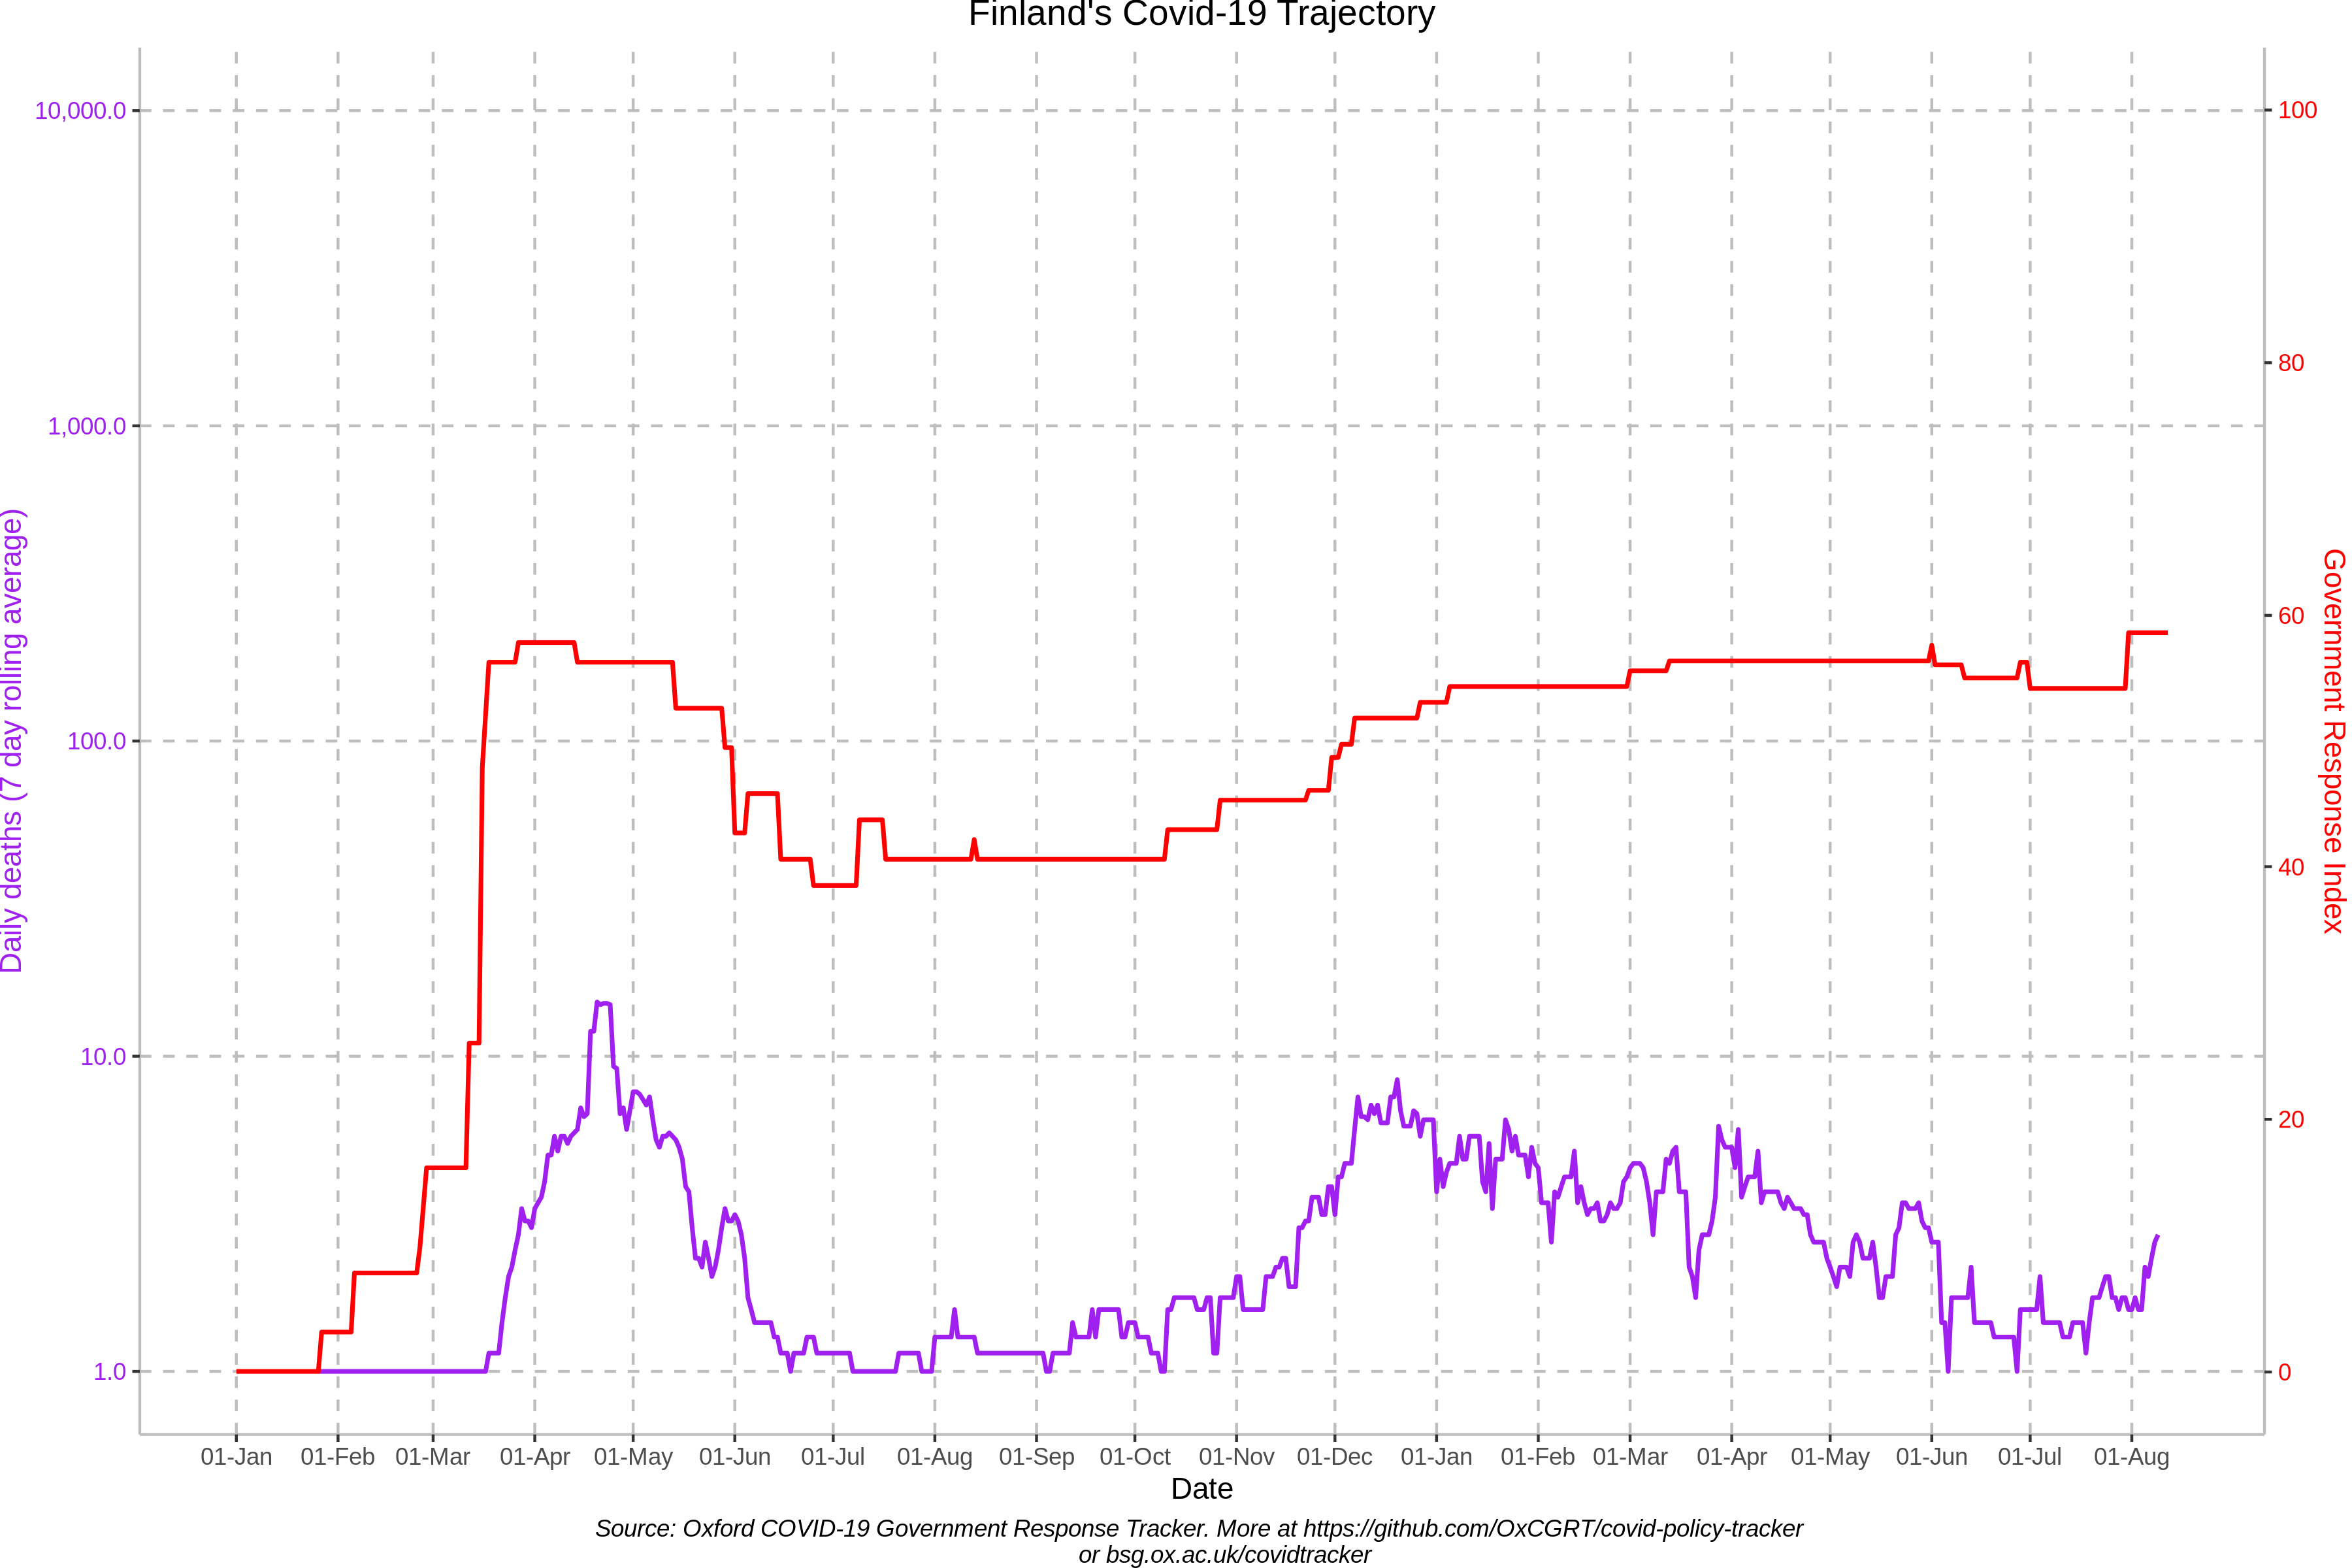 Finland's Covid-19 Trajectory
10,000.0
1,000.0
100.0
10.0
1.0
Daily deaths (7 day rolling average)
100
80
60
40
20
0
Government Response Index
01-Jan 01-Feb 01-Mar 01-Apr 01-May 01-Jun 01-Jul 01-Aug 01-Sep 01-Oct 01-Nov 01-Dec 01-Jan 01-Feb 01-Mar 01-Apr 01-May 01-Jun 01-Jul 01-Aug
Date
Source: Oxford COVID-19 Government Response Tracker. More at https://github.com/OxCGRT/covid-policy-tracker
or bsg.ox.ac.uk/covidtracker